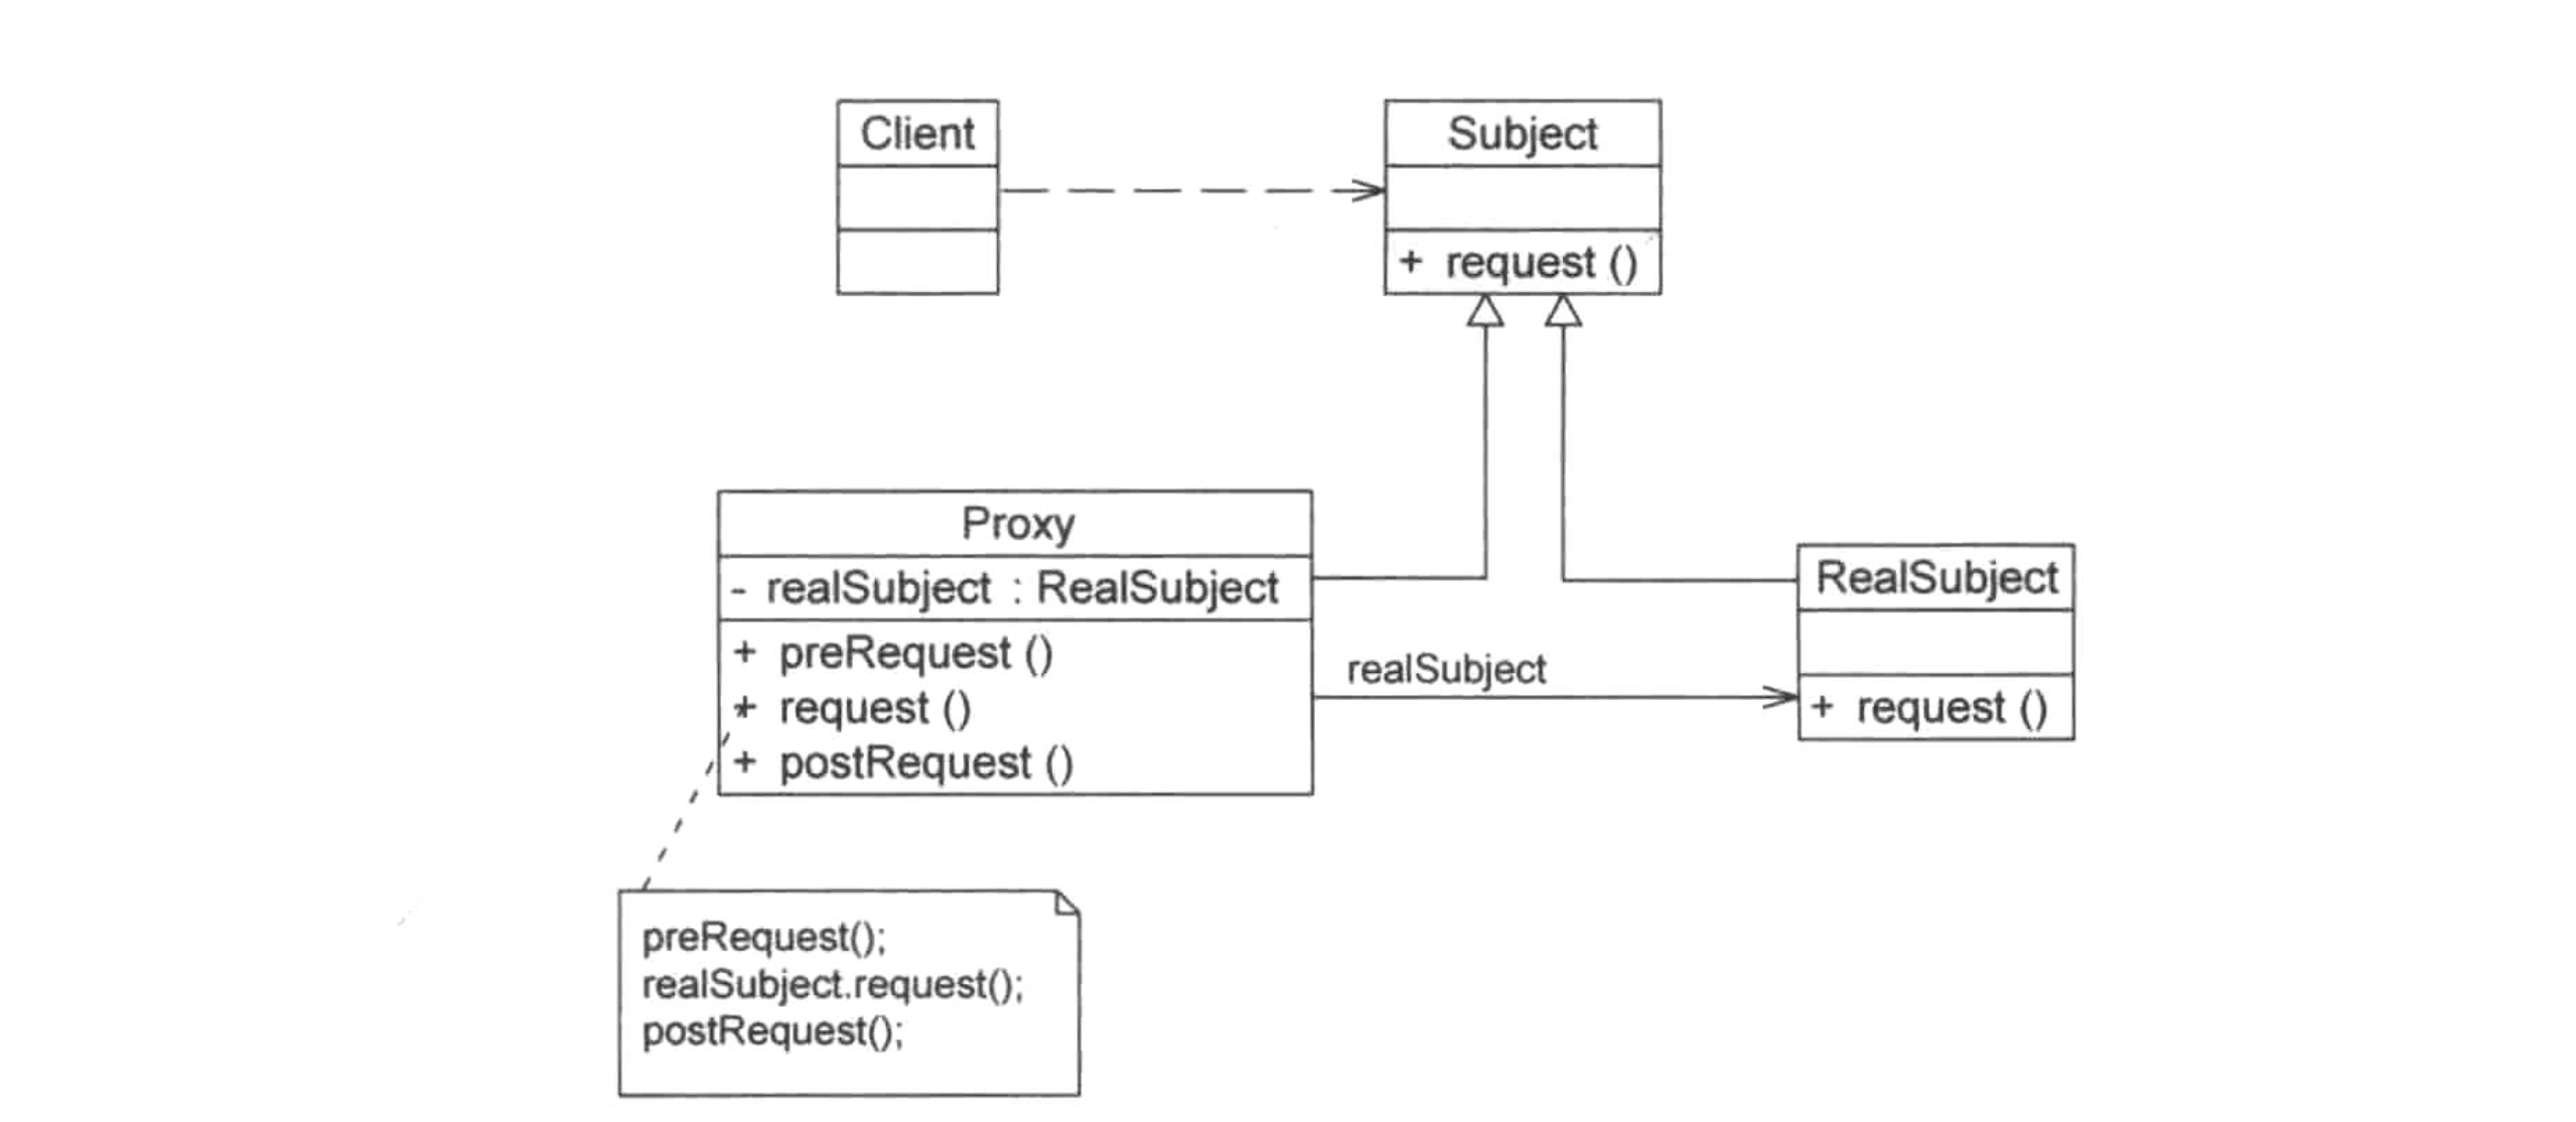 Client
Subject
+ request ()
Proxy
- realSubject : RealSubject
+ preRequest ()
+ request ()
+ postRequest ()
realSubject
RealSubject
+ request ()
preRequest();
realSubject.request();
postRequest();